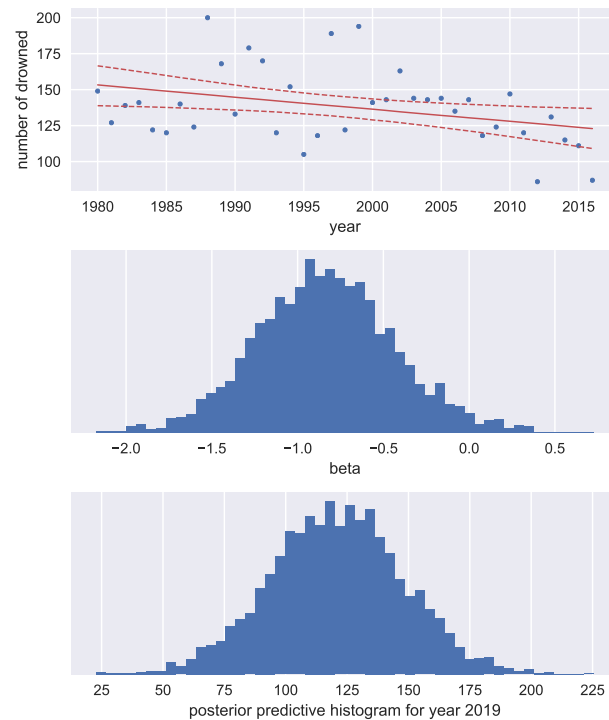 200
175
150
125
100
number of drowned
1980 1985 1990 1995 2000 2005 2010 2015
year
−2.0 −1.5 −1.0 −0.5 0.0 0.5
beta
25 50 75 100 125 150 175 200 225
posterior predictive histogram for year 2019